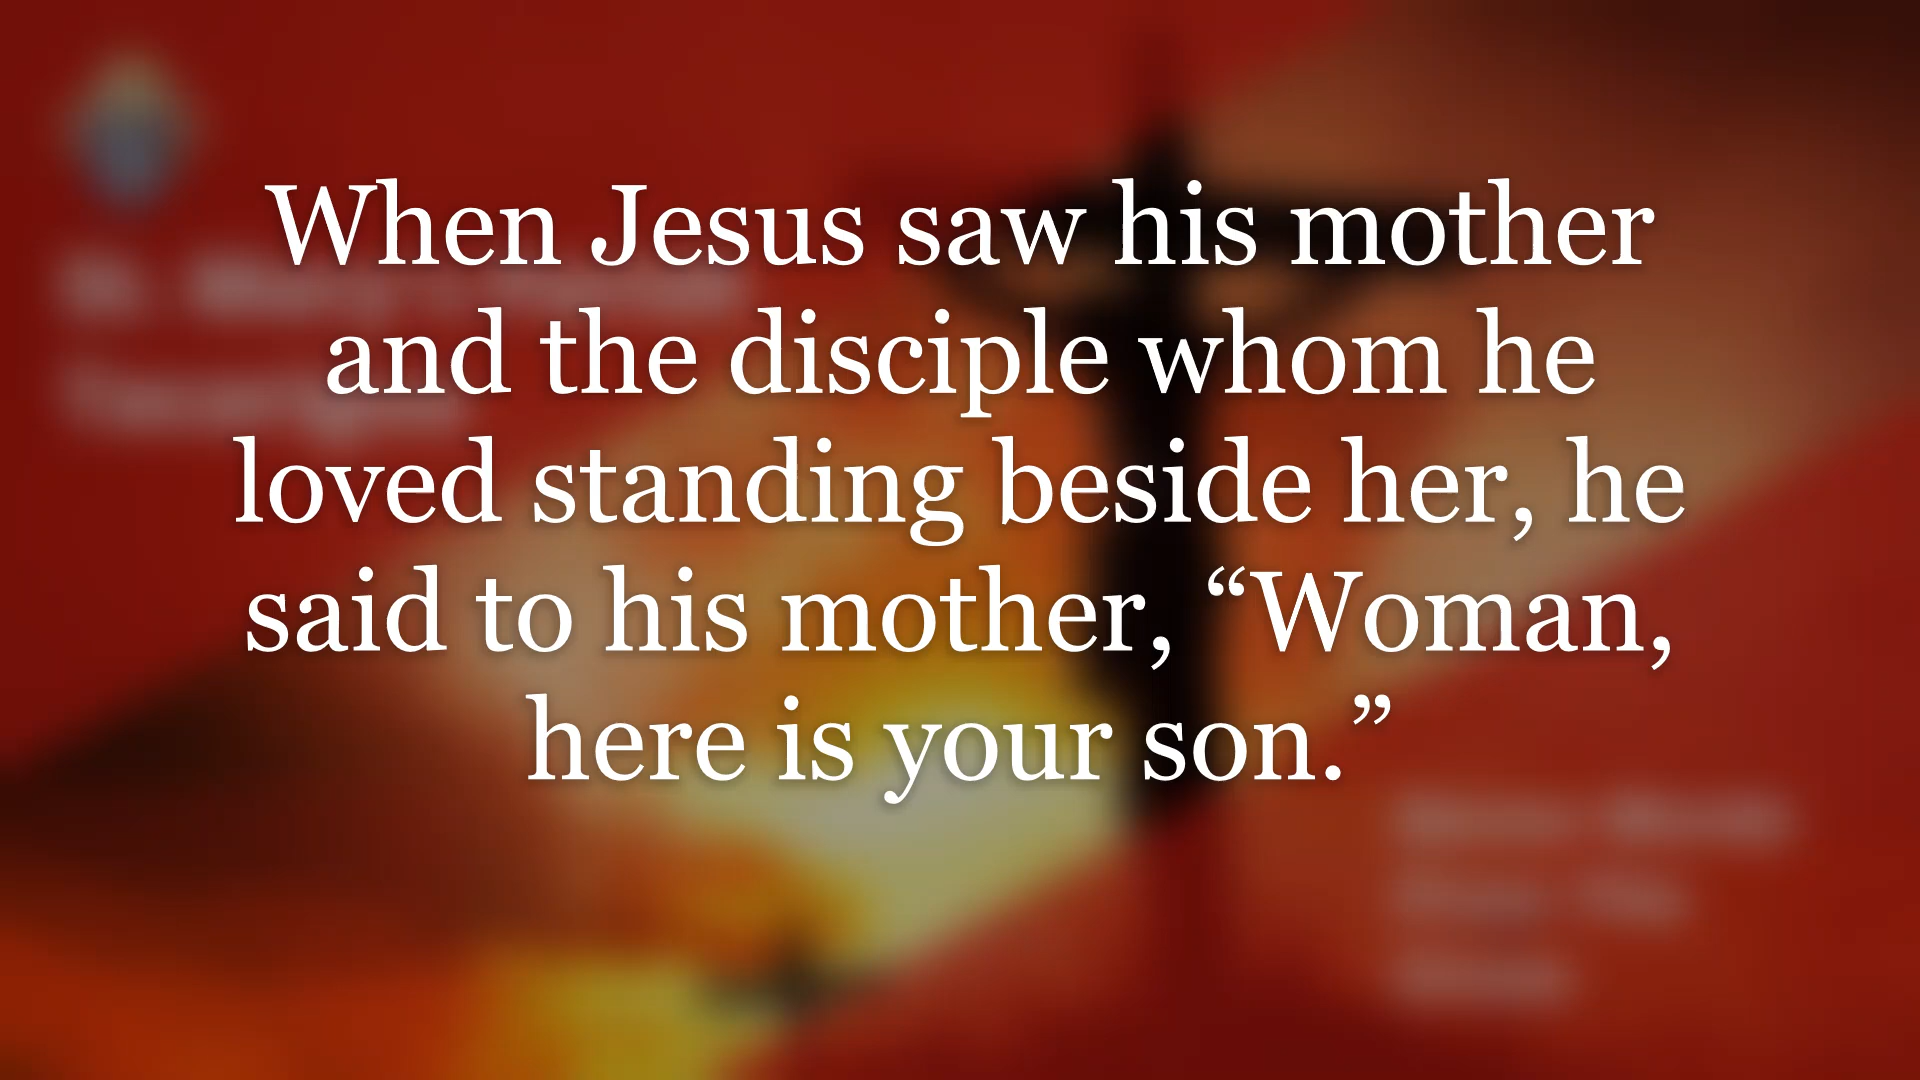 When Jesus saw his mother
and the disciple whom he
loved standing beside her, he
said to his mother, “Woman,
here is your son.”